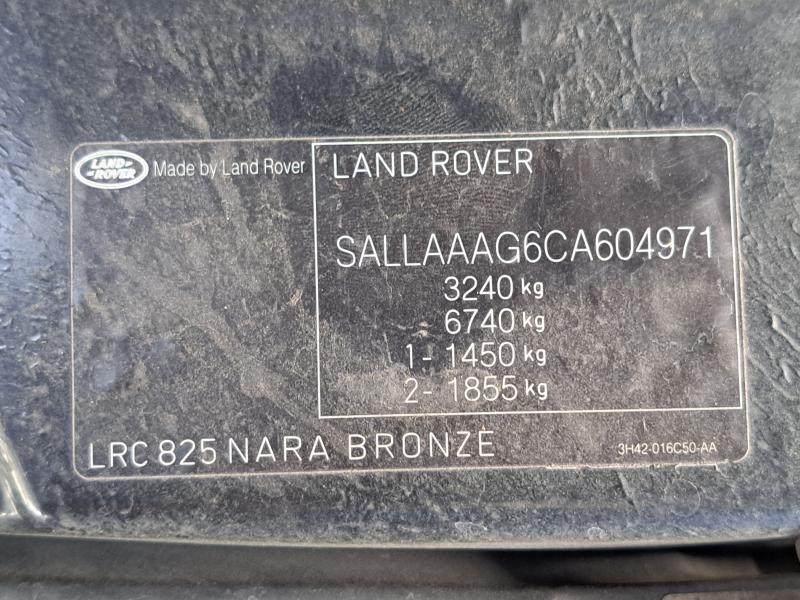 LAND-
-ROVER
Made by Land Rover
LAND ROVER
SALLAAAG6CA604971
3240 kg
6740 kg
1- 1450 kg
2- 1855 kg
LRC 825 NARA BRONZE
3H42-016C50-AA